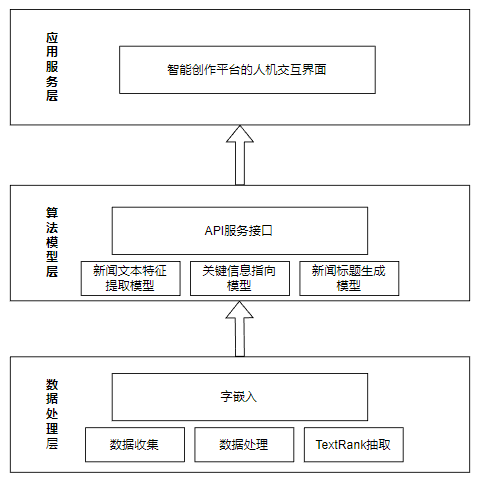 应用服务层
智能创作平台的人机交互界面
算法模型层
API服务接口
新闻文本特征
提取模型
关键信息指向
模型
新闻标题生成
模型
数据处理层
字嵌入
数据收集
数据处理
TextRank抽取